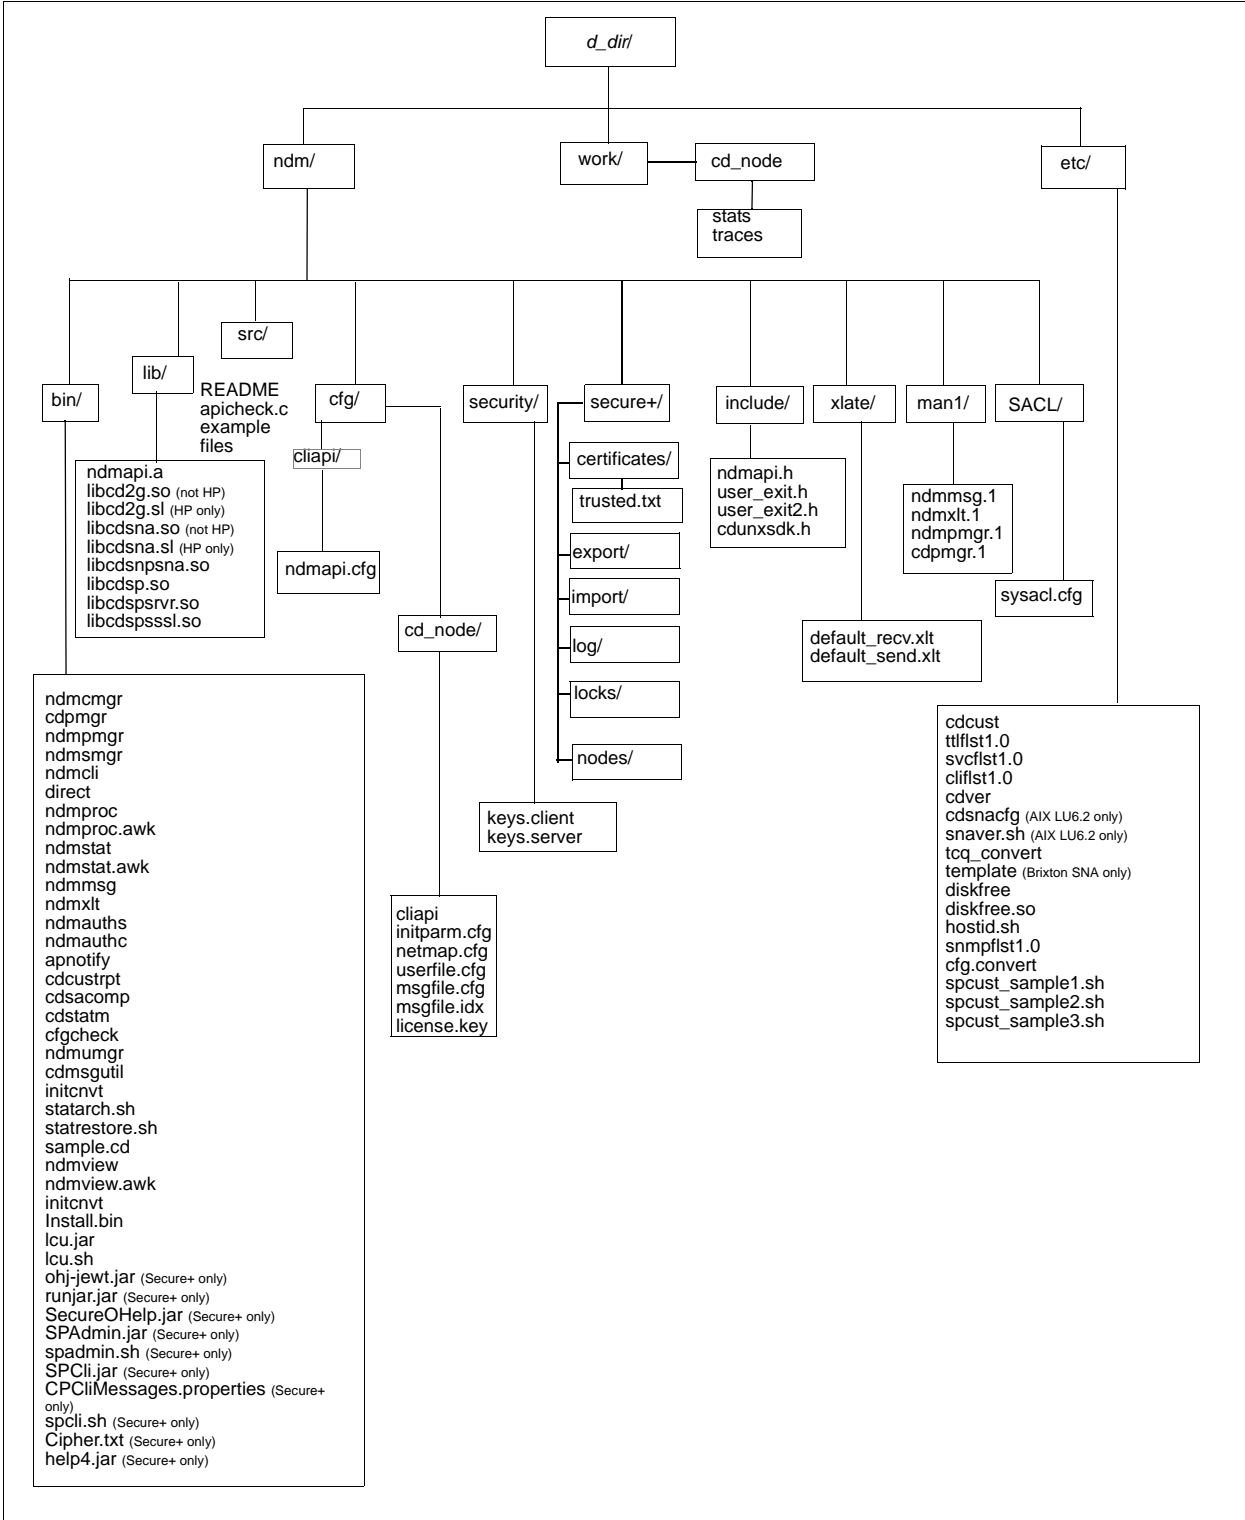 d_dir/
ndm/
work/
cd_node
etc/
stats
traces
src/
lib/
README
apicheck.c
example
files
bin/
cfg/
security/
secure+/
include/
xlate/
man1/
SACL/
cliapi/
certificates/
trusted.txt
ndmapi.a
libcd2g.so (not HP)
libcd2g.sl (HP only)
libcdsna.so (not HP)
libcdsna.sl (HP only)
libcdsnpsna.so
libcdsp.so
libcdspsrvr.so
libcdspsssl.so
ndmapi.cfg
ndmapi.h
user_exit.h
user_exit2.h
cdunxsdk.h
ndmmsg.1
ndmxlt.1
ndmpmgr.1
cdpmgr.1
export/
import/
log/
locks/
nodes/
sysacl.cfg
cd_node/
default_recv.xlt
default_send.xlt
keys.client
keys.server
cliapi
initparm.cfg
netmap.cfg
userfile.cfg
msgfile.cfg
msgfile.idx
license.key
ndmcmgr
cdpmgr
ndmpmgr
ndmsmgr
ndmcli
direct
ndmproc
ndmproc.awk
ndmstat
ndmstat.awk
ndmmsg
ndmxlt
ndmauths
ndmauthc
apnotify
cdcustrpt
cdsacomp
cdstatm
cfgcheck
ndmumgr
cdmsgutil
initcnvt
statarch.sh
statrestore.sh
sample.cd
ndmview
ndmview.awk
initcnvt
Install.bin
lcu.jar
lcu.sh
ohj-jewt.jar (Secure+ only)
runjar.jar (Secure+ only)
SecureOHelp.jar (Secure+ only)
SPAdmin.jar (Secure+ only)
spadmin.sh (Secure+ only)
SPCli.jar (Secure+ only)
CPCliMessages.properties (Secure+
only)
spcli.sh (Secure+ only)
Cipher.txt (Secure+ only)
help4.jar (Secure+ only)
cdcust
ttlflst1.0
svcflst1.0
cliflst1.0
cdver
cdsnacfg (AIX LU6.2 only)
snaver.sh (AIX LU6.2 only)
tcq_convert
template (Brixton SNA only)
diskfree
diskfree.so
hostid.sh
snmpflst1.0
cfg.convert
spcust_sample1.sh
spcust_sample2.sh
spcust_sample3.sh